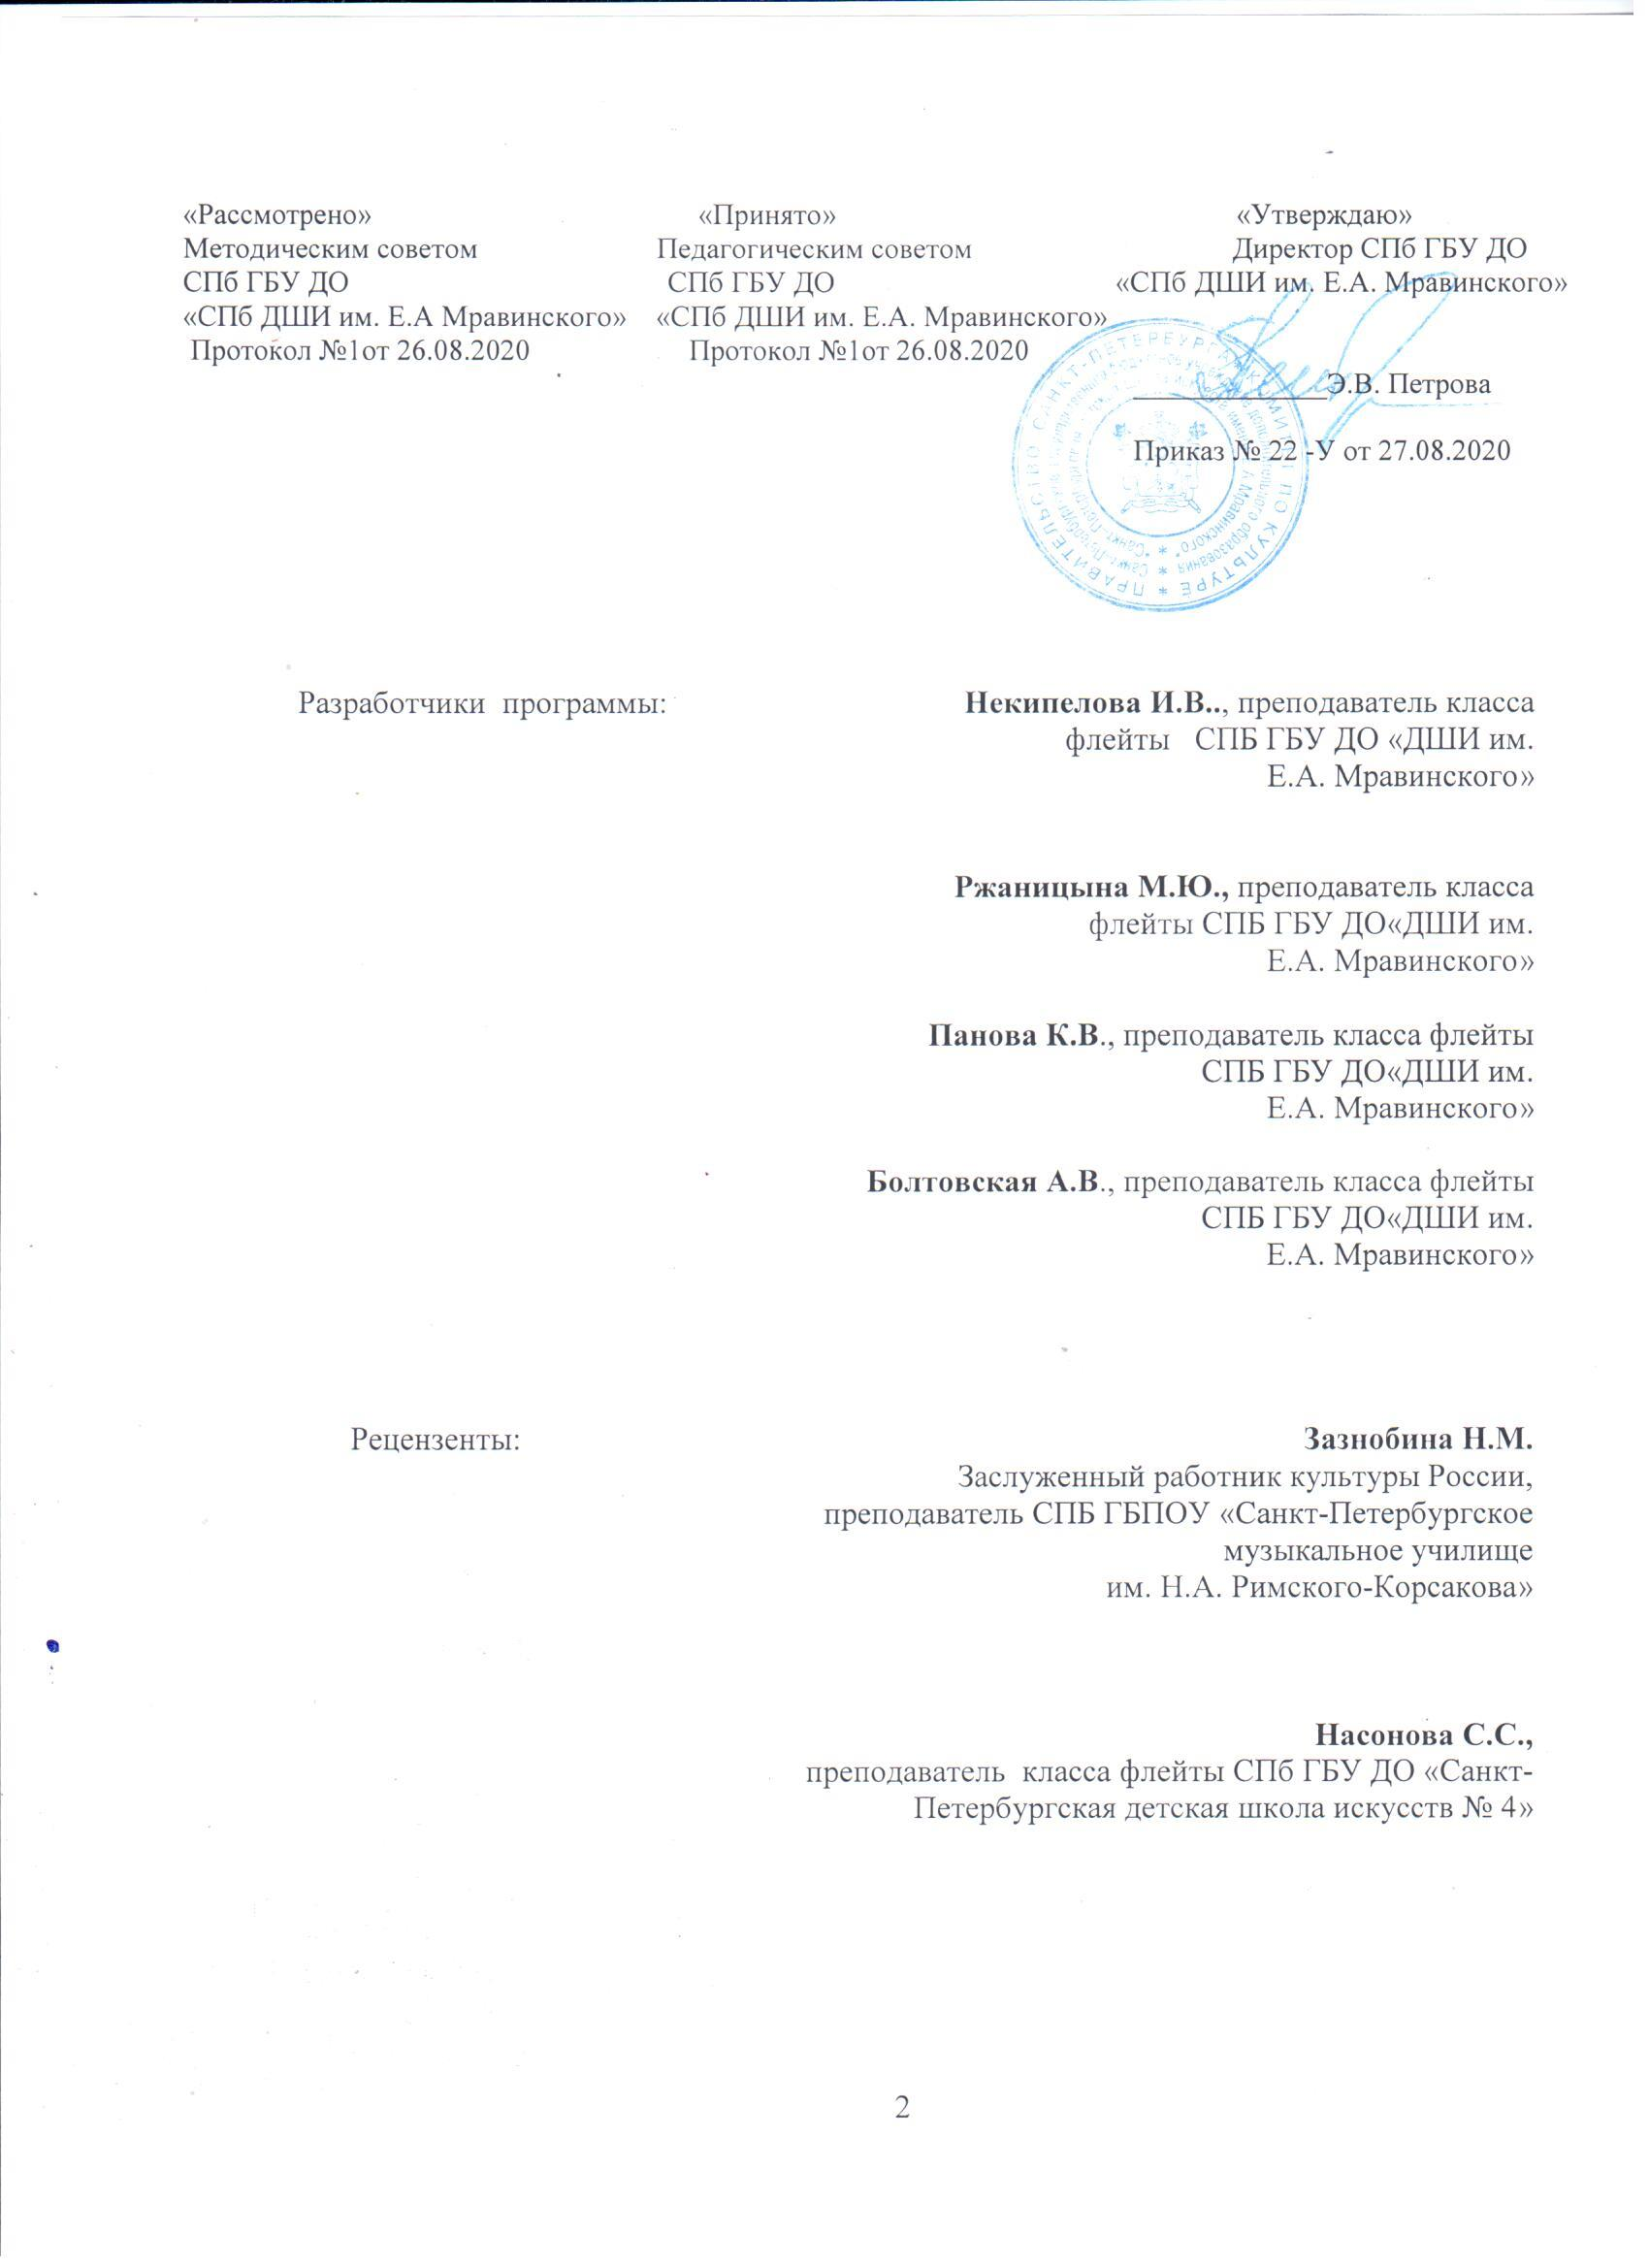 «Рассмотрено»
Методическим советом
СПб ГБУ ДО
«СПб ДШИ им. Е.А Мравинского»
Протокол №1от 26.08.2020
«Принято»
Педагогическим советом
СПб ГБУ ДО
«СПб ДШИ им. Е.А. Мравинского»
Протокол №1от 26.08.2020
«Утверждаю»
Директор СПб ГБУ ДО
«СПб ДШИ им. Е.А. Мравинского»
Э.В. Петрова
Приказ № 22 -У от 27.08.2020
ПРАВИТЕЛЬСТВО САНКТ-ПЕТЕРБУРГА * КОМИТЕТ ПО КУЛЬТУРЕ *
Разработчики программы:
Некипелова И.В.., преподаватель класса
флейты СПБ ГБУ ДО «ДШИ им.
Е.А. Мравинского»
Ржаницына М.Ю., преподаватель класса
флейты СПБ ГБУ ДО«ДШИ им.
Е.А. Мравинского»
Панова К.В., преподаватель класса флейты
СПБ ГБУ ДО«ДШИ им.
Е.А. Мравинского»
Болтовская А.В., преподаватель класса флейты
СПБ ГБУ ДО«ДШИ им.
Е.А. Мравинского»
Рецензенты:
Зазнобина Н.М.
Заслуженный работник культуры России,
преподаватель СПБ ГБПОУ «Санкт-Петербургское
музыкальное училище
им. Н.А. Римского-Корсакова»
Насонова С.С.,
преподаватель класса флейты СПб ГБУ ДО «Санкт-
Петербургская детская школа искусств № 4»
2